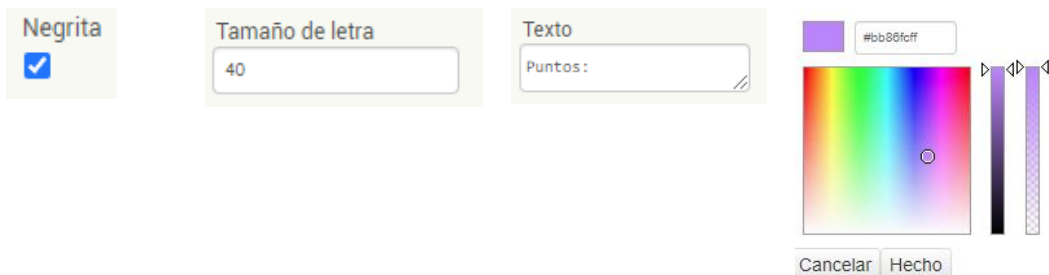 Negrita
Tamaño de letra
40
Texto
Puntos:
#bb86fcff
Cancelar
Hecho